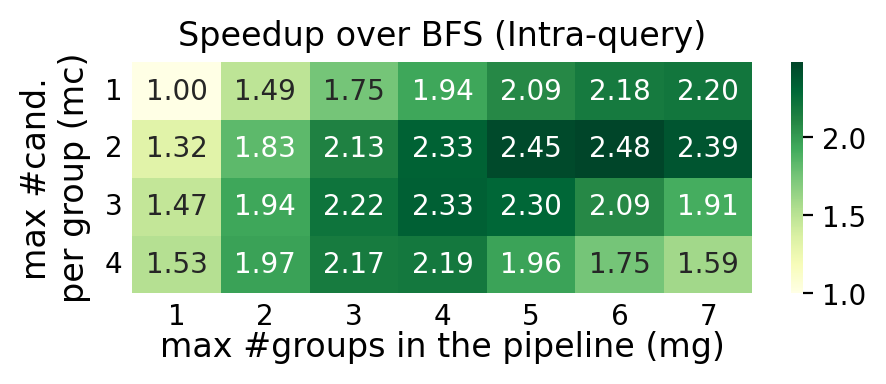 Speedup over BFS (Intra-query)
max #cand.
per group (mc)
1 1.00 1.49 1.75 1.94 2.09 2.18 2.20
2 1.32 1.83 2.13 2.33 2.45 2.48 2.39
3 1.47 1.94 2.22 2.33 2.30 2.09 1.91
4 1.53 1.97 2.17 2.19 1.96 1.75 1.59
1 2 3 4 5 6 7
max #groups in the pipeline (mg)
2.0
1.5
1.0